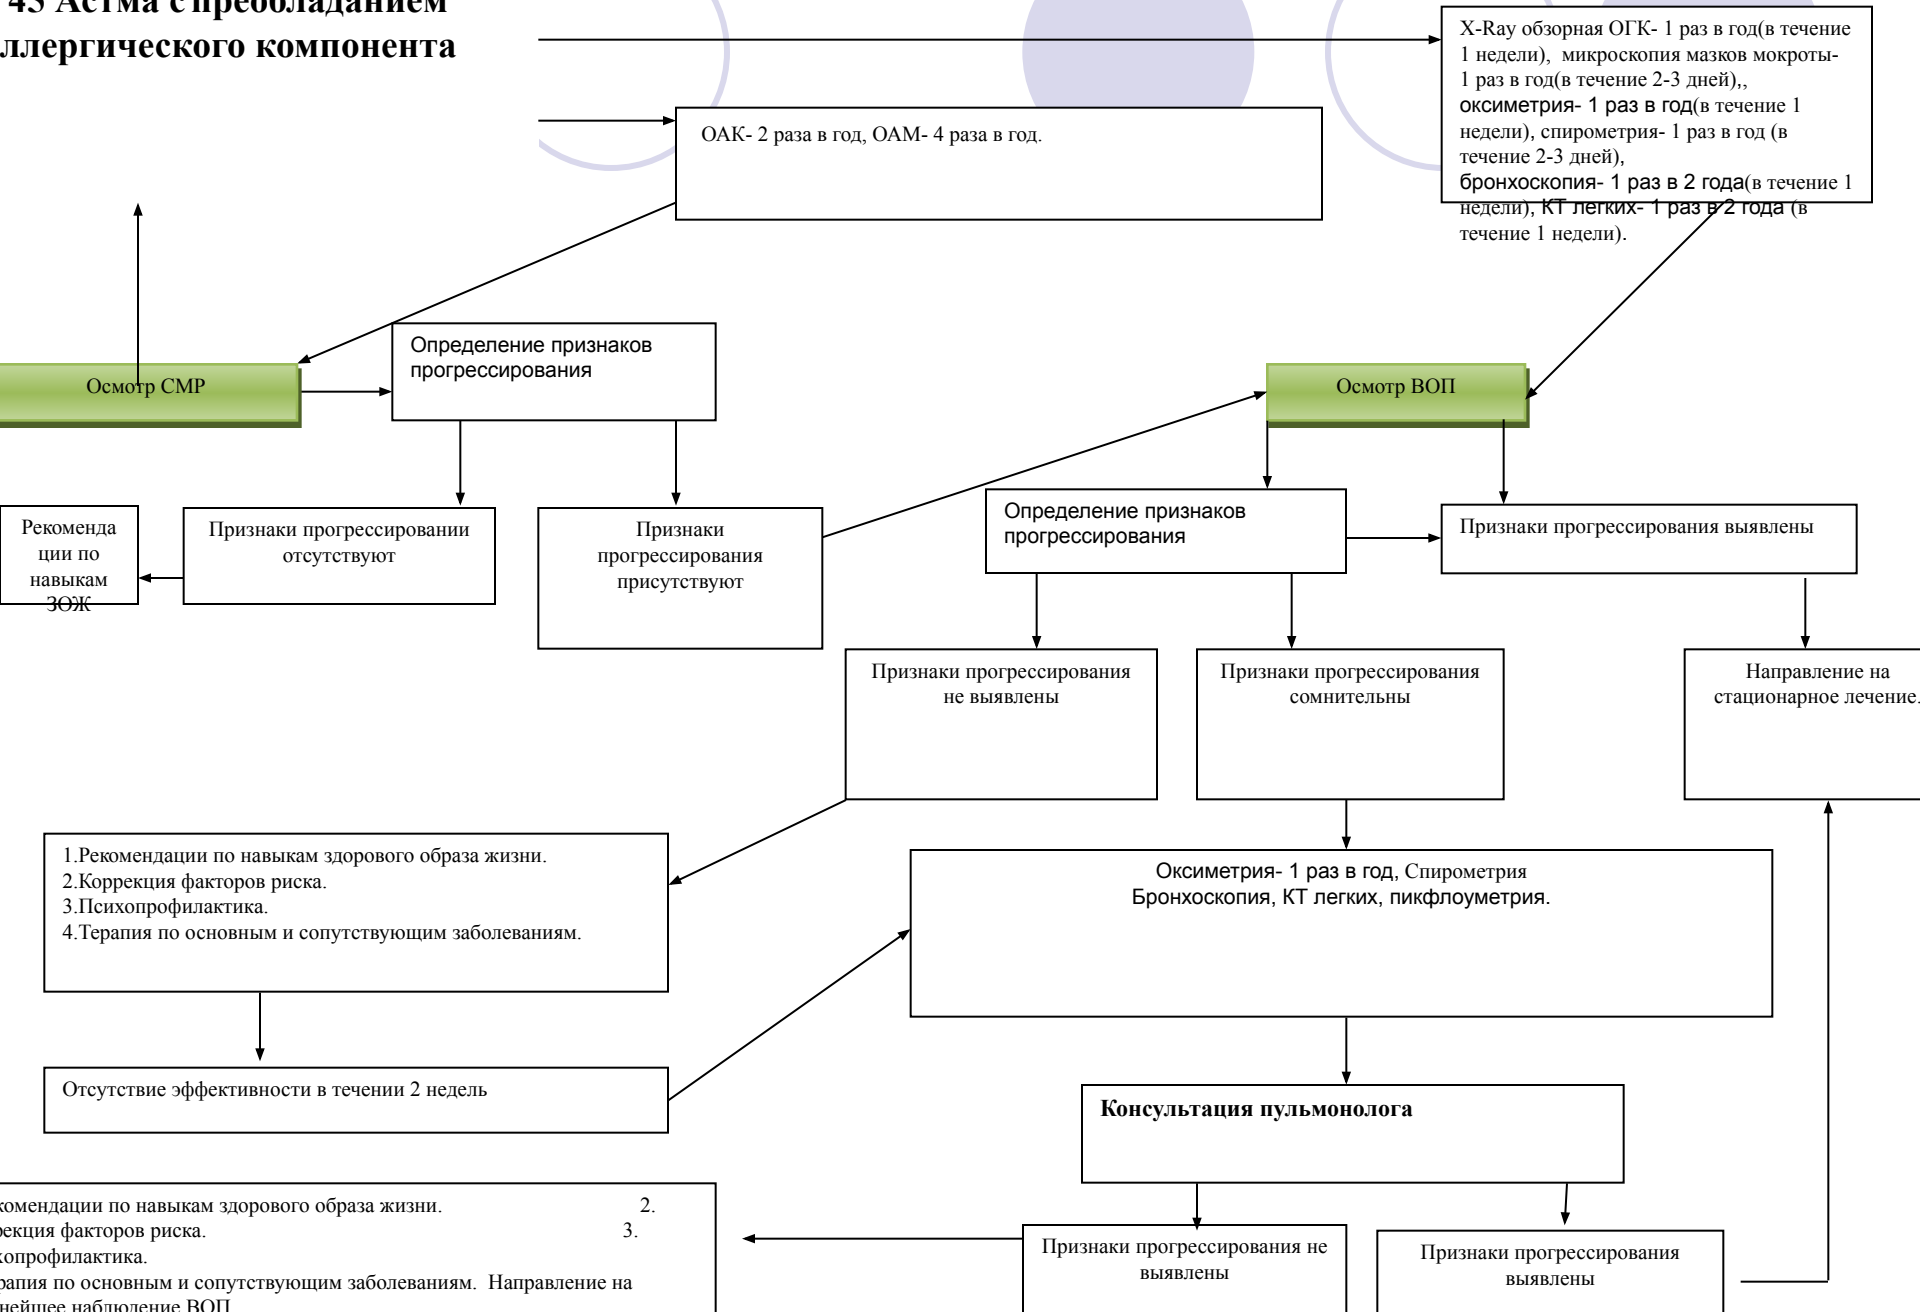 45 Астма с преобладанием
ллергического компонента
X-Ray обзорная ОГК- 1 раз в год(в течение
1 недели), микроскопия мазков мокроты-
1 раз в год(в течение 2-3 дней),,
оксиметрия- 1 раз в год(в течение 1
недели), спирометрия- 1 раз в год (в
течение 2-3 дней),
бронхоскопия- 1 раз в 2 года(в течение 1
недели), КТ легких- 1 раз в 2 года (в
течение 1 недели).
ОАК- 2 раза в год, ОАМ- 4 раза в год.
Осмотр СМР
Определение признаков
прогрессирования
Осмотр ВОП
Рекоменда
ции по
навыкам
ЗОЖ
Признаки прогрессировании
отсутствуют
Признаки
прогрессирования
присутствуют
Определение признаков
прогрессирования
Признаки прогрессирования выявлены
Признаки прогрессирования
не выявлены
Признаки прогрессирования
сомнительны
Направление на
стационарное лечение.
1.Рекомендации по навыкам здорового образа жизни.
2.Коррекция факторов риска.
3.Психопрофилактика.
4.Терапия по основным и сопутствующим заболеваниям.
Оксиметрия- 1 раз в год, Спирометрия
Бронхоскопия, КТ легких, пикфлоуметрия.
Отсутствие эффективности в течении 2 недель
Консультация пульмонолога
комендации по навыкам здорового образа жизни. 2.
рекция факторов риска. 3.
хопрофилактика.
рапия по основным и сопутствующим заболеваниям. Направление на
нейшее наблюдение ВОП
Признаки прогрессирования не
выявлены
Признаки прогрессирования
выявлены